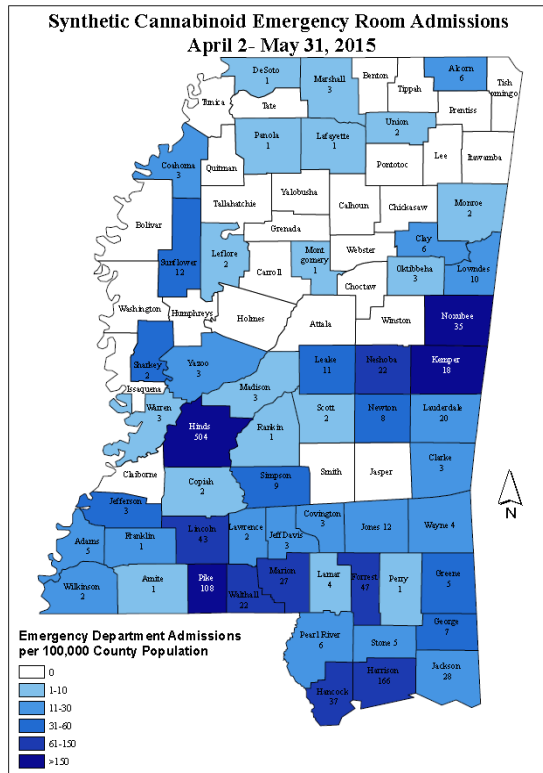 Synthetic Cannabinoid Emergency Room Admissions
April 2- May 31, 2015
DeSoto
1
Marshall
3
Benton
Tippah
Alcorn
6
Tish
omingo
Tunica
Tate
Prentiss
Union
2
Panola
1
Lafayette
1
Coahoma
3
Quitman
Pontotoc
Lee
Itawamba
Tallahatchie
Yalobusha
Calhoun
Chickasaw
Monroe
2
Bolivar
Grenada
Sunflower
12
Leflore
2
Carroll
Mont
gomery
1
Webster
Clay
6
Oktibbeha
3
Lowndes
10
Choctaw
Washington
Humphreys
Holmes
Attala
Winston
Noxubee
35
Sharkey
2
Issaquena
Yazoo
3
Madison
3
Leake
11
Neshoba
22
Kemper
18
Warren
3
Hinds
504
Rankin
1
Scott
2
Newton
8
Lauderdale
20
Claiborne
Copiah
2
Simpson
9
Smith
Jasper
Clarke
3
Jefferson
3
Adams
5
Franklin
1
Lincoln
43
Lawrence
2
Jeff Davis
3
Covington
3
Jones 12
Wayne 4
Wilkinson
2
Amite
1
Pike
108
Walthall
22
Marion
27
Lamar
4
Forrest
47
Perry
1
Greene
5
George
7
Pearl River
6
Stone 5
Hancock
37
Harrison
166
Jackson
28
N
Emergency Department Admissions
per 100,000 County Population
0
1-10
11-30
31-60
61-150
>150